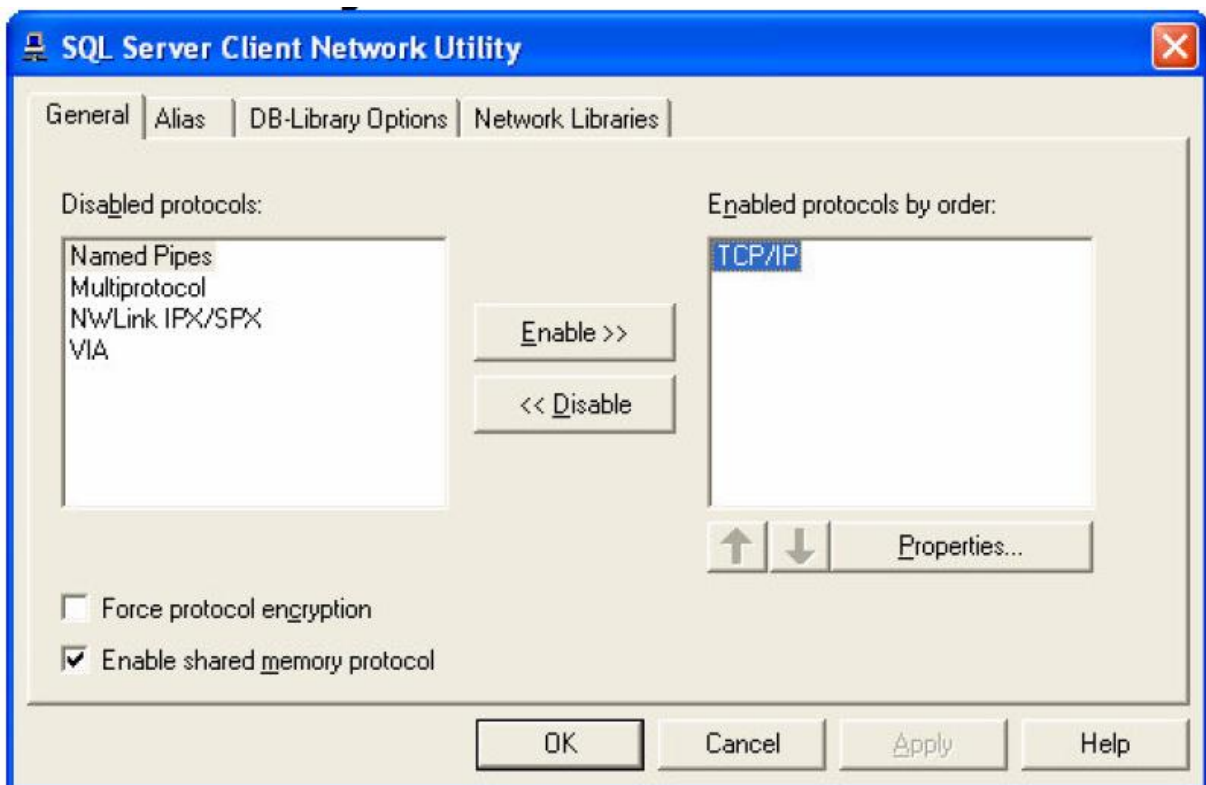 SQL Server Client Network Utility
General
Alias
DB-Library Options
Network Libraries
Disabled protocols:
Named Pipes
Multiprotocol
NWLink IPX/SPX
VIA
Enable >>
<< Disable
Enabled protocols by order:
TCP/IP
Properties...
Force protocol encryption
Enable shared memory protocol
OK
Cancel
Apply
Help